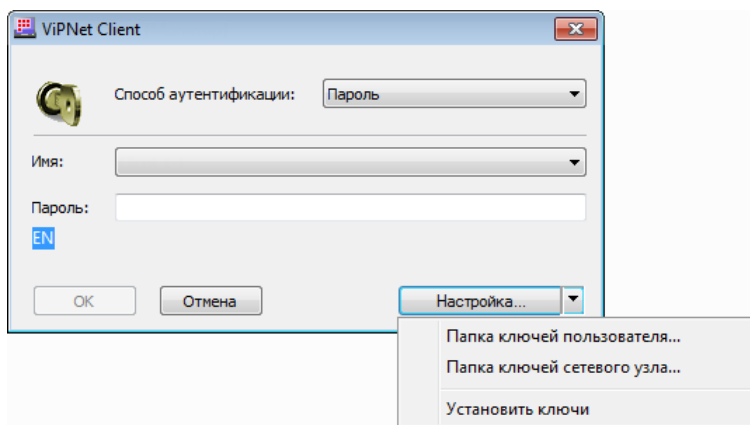 ViPNet Client
Способ аутентификации: Пароль
Имя:
Пароль:
EN
OK Отмена Настройка...
Папка ключей пользователя...
Папка ключей сетевого узла...
Установить ключи